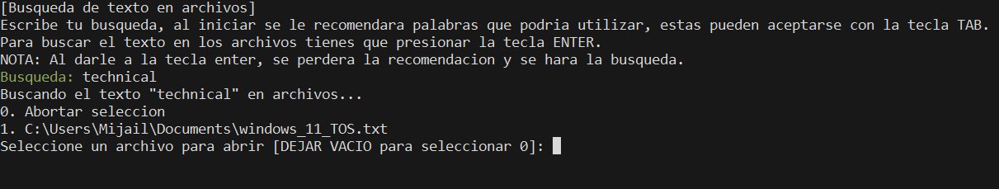 [Busqueda de texto en archivos]
Escribe tu busqueda, al iniciar se le recomendara palabras que podria utilizar, estas pueden aceptarse con la tecla TAB.
Para buscar el texto en los archivos tienes que presionar la tecla ENTER.
NOTA: Al darle a la tecla enter, se perdera la recomendacion y se hara la busqueda.
Busqueda: technical
Buscando el texto "technical" en archivos...
0. Abortar seleccion
1. C:\Users\Mijail\Documents\windows_11_TOS.txt
Seleccione un archivo para abrir [DEJAR VACIO para seleccionar 0]: